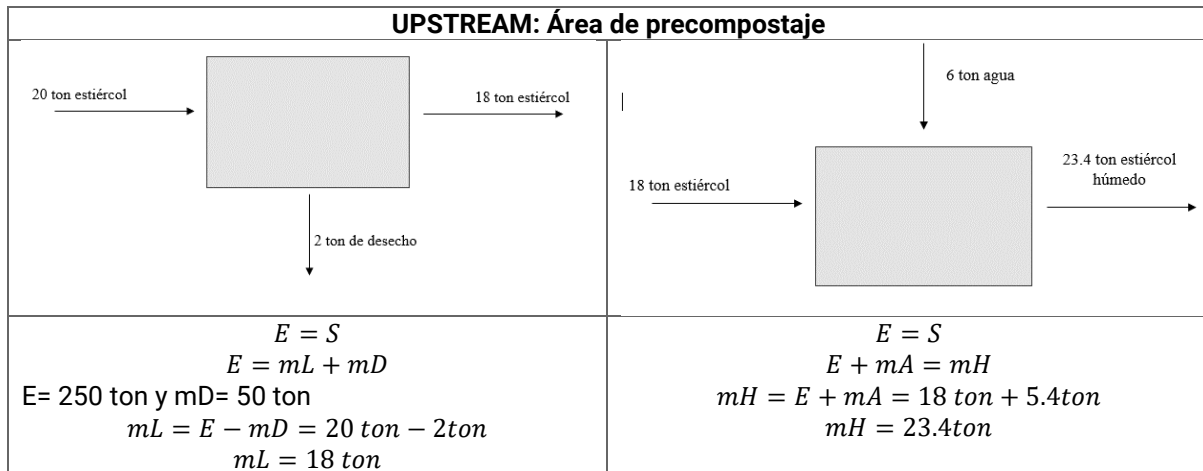 UPSTREAM: Área de precompostaje
20 ton estiércol
18 ton estiércol
2 ton de desecho
6 ton agua
18 ton estiércol
23.4 ton estiércol
húmedo
𝐸 = 𝑆
𝐸 = 𝑚𝐿 + 𝑚𝐷
E= 250 ton y mD= 50 ton
𝑚𝐿 = 𝐸 − 𝑚𝐷 = 20 𝑡𝑜𝑛 − 2𝑡𝑜𝑛
𝑚𝐿 = 18 𝑡𝑜𝑛
𝐸 = 𝑆
𝐸 + 𝑚𝐴 = 𝑚𝐻
𝑚𝐻 = 𝐸 + 𝑚𝐴 = 18 𝑡𝑜𝑛 + 5.4𝑡𝑜𝑛
𝑚𝐻 = 23.4𝑡𝑜𝑛